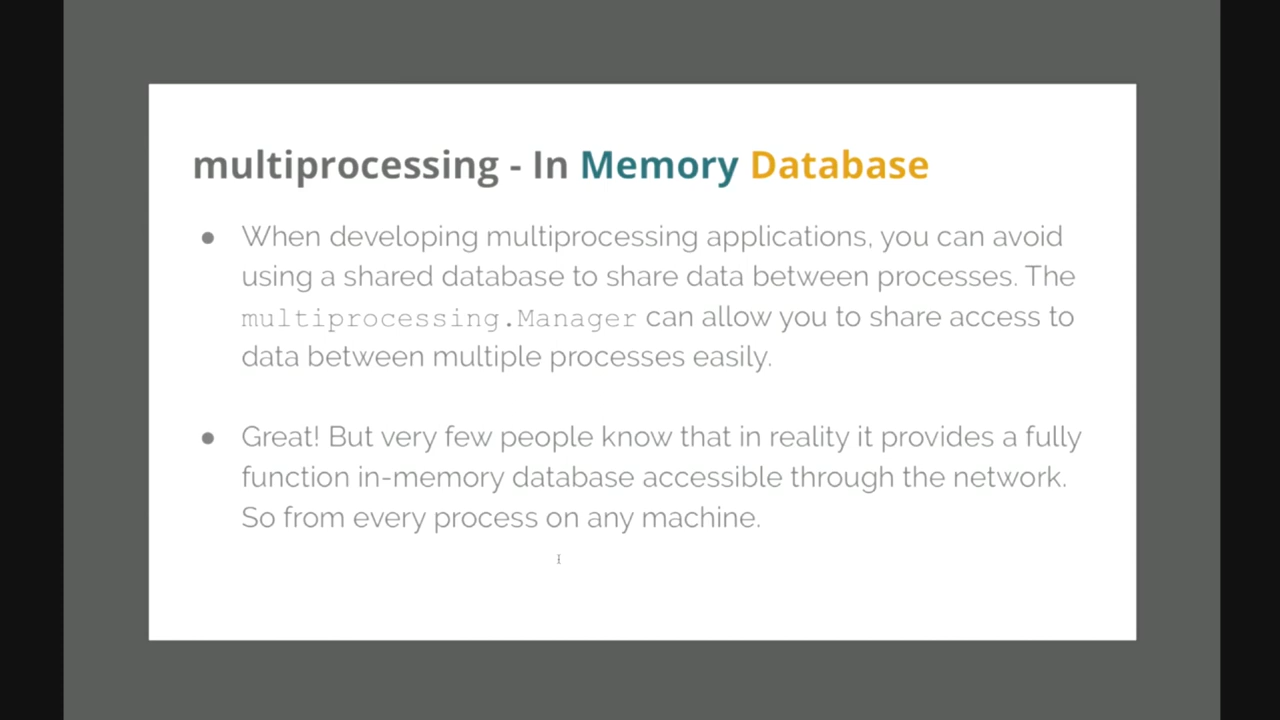 multiprocessing - In Memory Database
● When developing multiprocessing applications, you can avoid
using a shared database to share data between processes. The
multiprocessing.Manager can allow you to share access to
data between multiple processes easily.
● Great! But very few people know that in reality it provides a fully
function in-memory database accessible through the network.
So from every process on any machine.